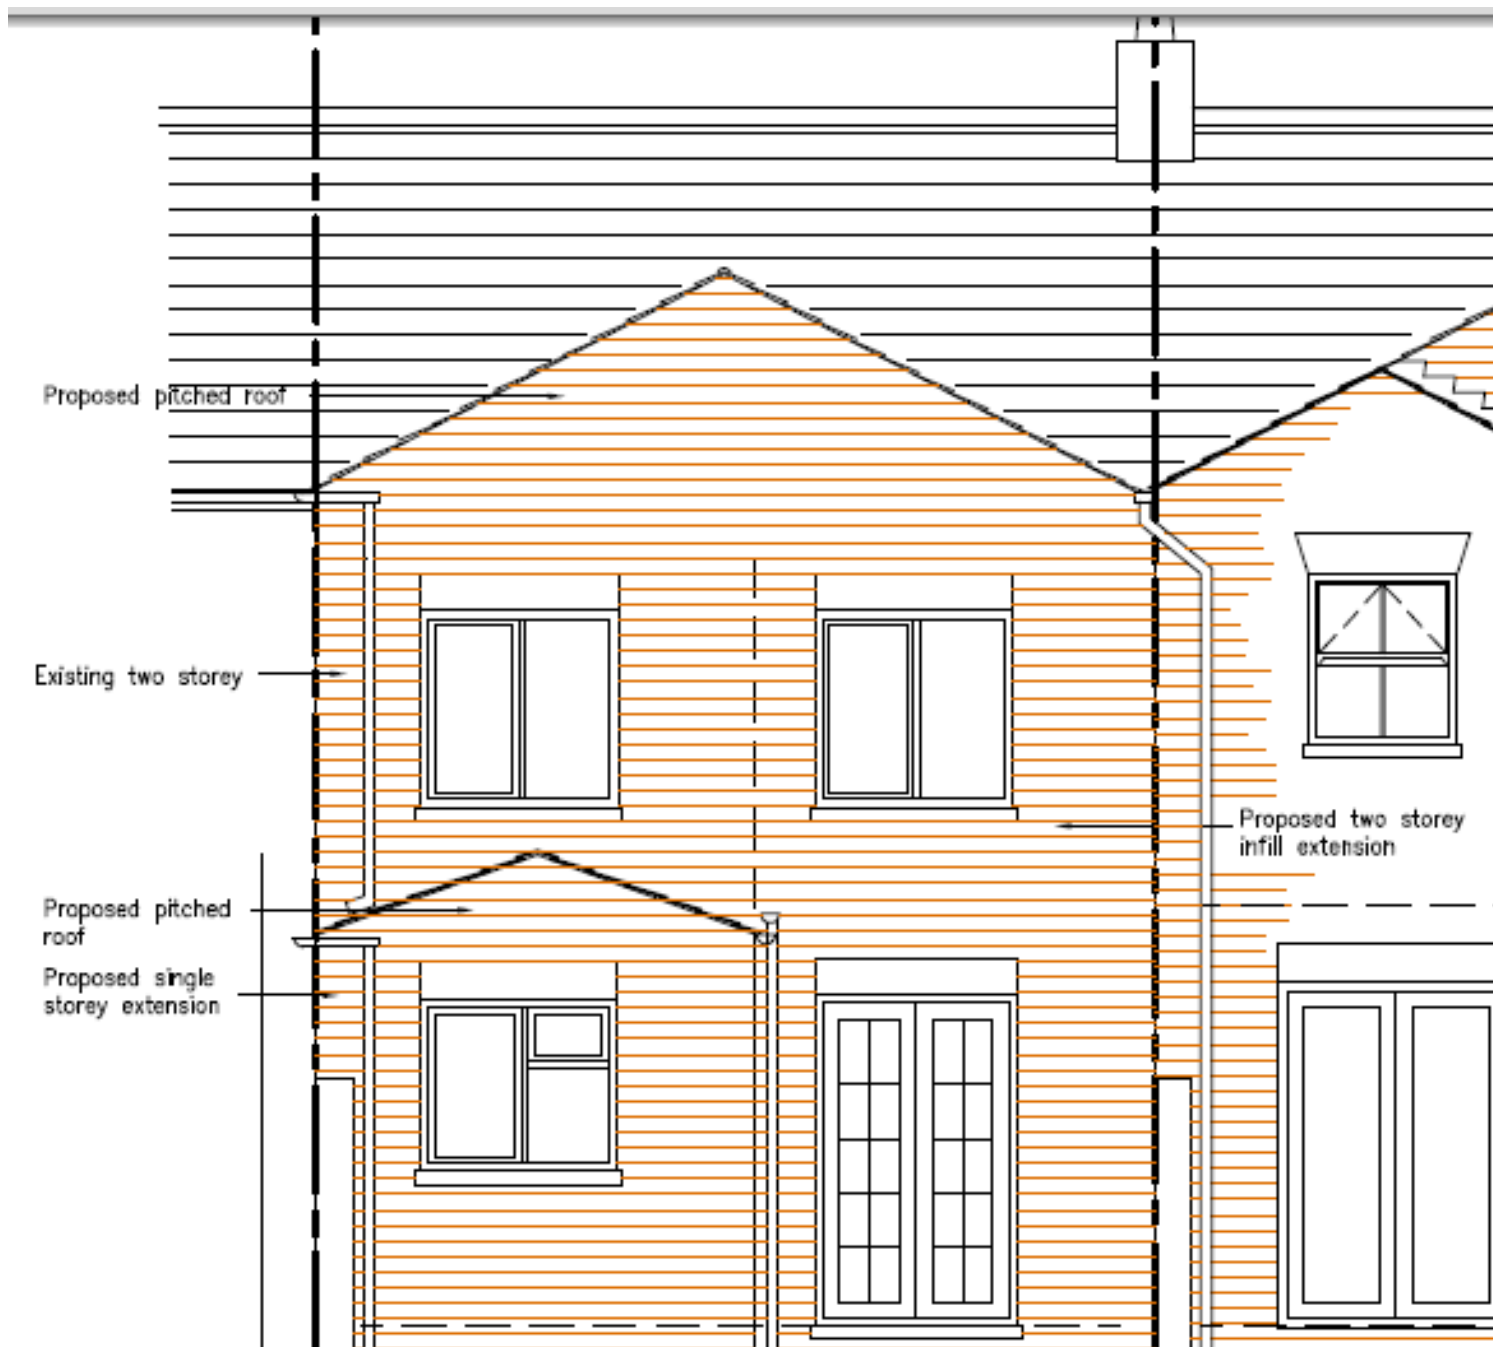 Proposed pitched roof
Existing two storey
Proposed two storey
infill extension
Proposed pitched
roof
Proposed single
storey extension